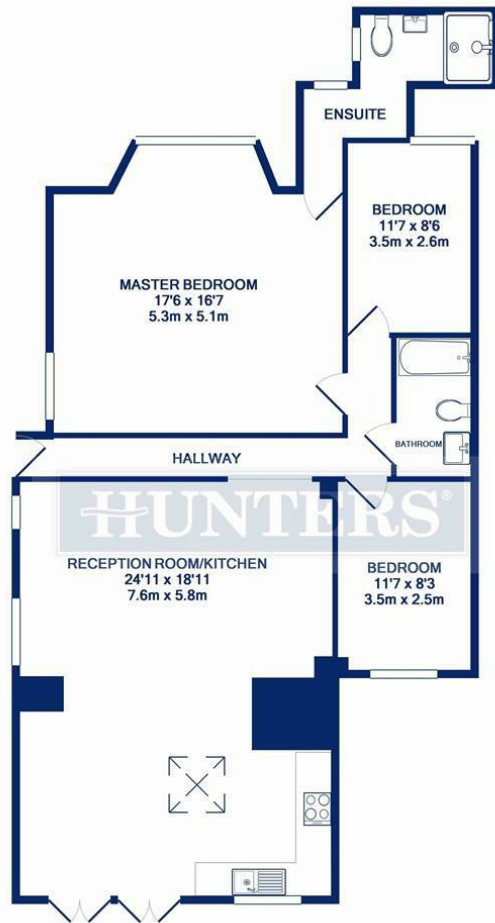 ENSUITE
BEDROOM
11'7 x 8'6
3.5m x 2.6m
MASTER BEDROOM
17'6 x 16'7
5.3m x 5.1m
BATHROOM
HALLWAY
HUNTERS®
RECEPTION ROOM/KITCHEN
24'11 x 18'11
7.6m x 5.8m
BEDROOM
11'7 x 8'3
3.5m x 2.5m